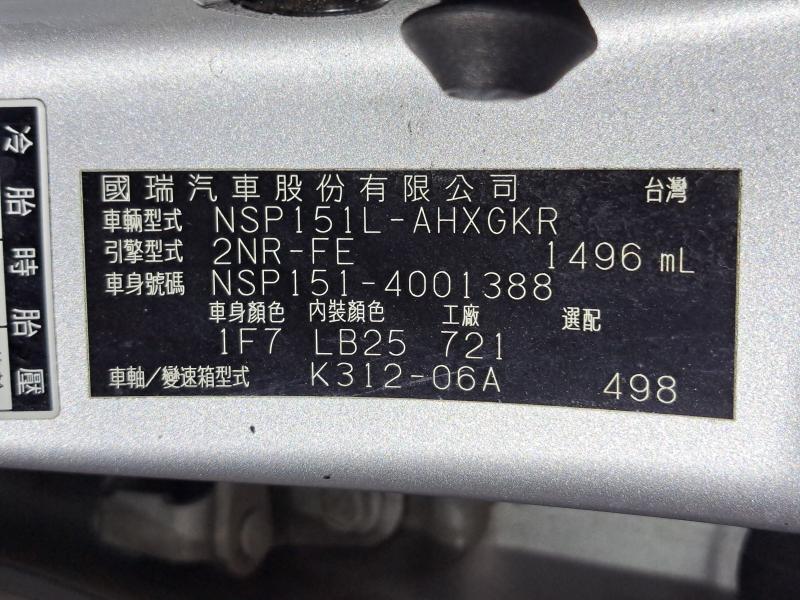 國瑞汽車股份有限公司 台灣
車輛型式 NSP151L-AHXGKR
引擎型式 2NR-FE 1496 mL
車身號碼 NSP151-4001388
車身顏色 內裝顏色 工廠 選配
1F7 LB25 721
車軸/變速箱型式 K312-06A 498
冷胎時胎壓